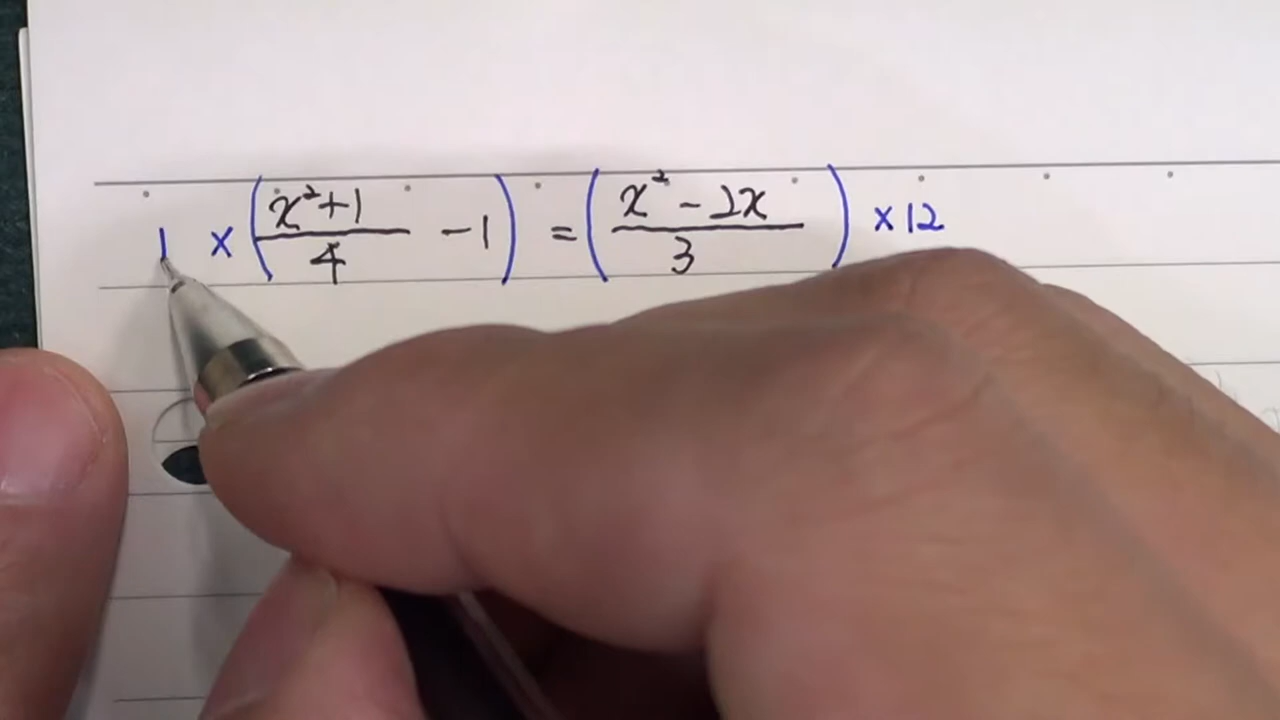 1 × (x²+1/4 -1) = (x² - 2x/3) ×12